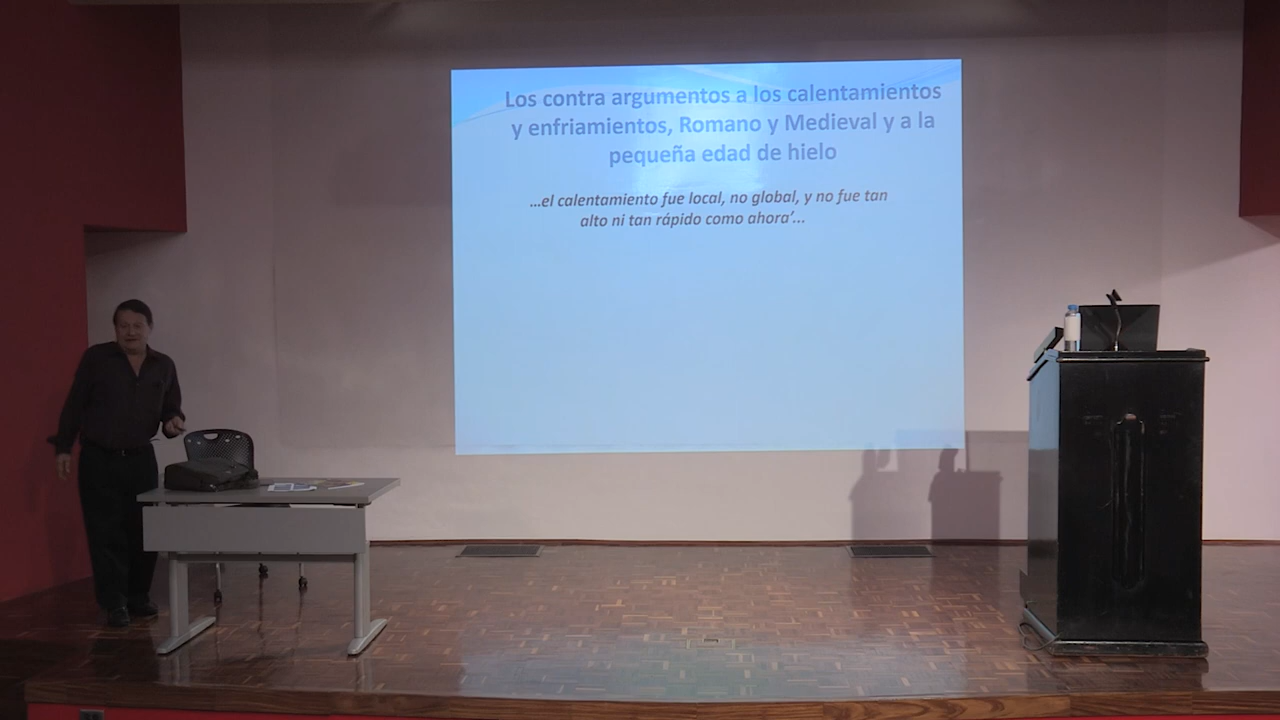 Los contra argumentos a los calentamientos
y enfriamientos, Romano y Medieval y a la
pequeña edad de hielo
...el calentamiento fue local, no global, y no fue tan
alto ni tan rápido como ahora’...